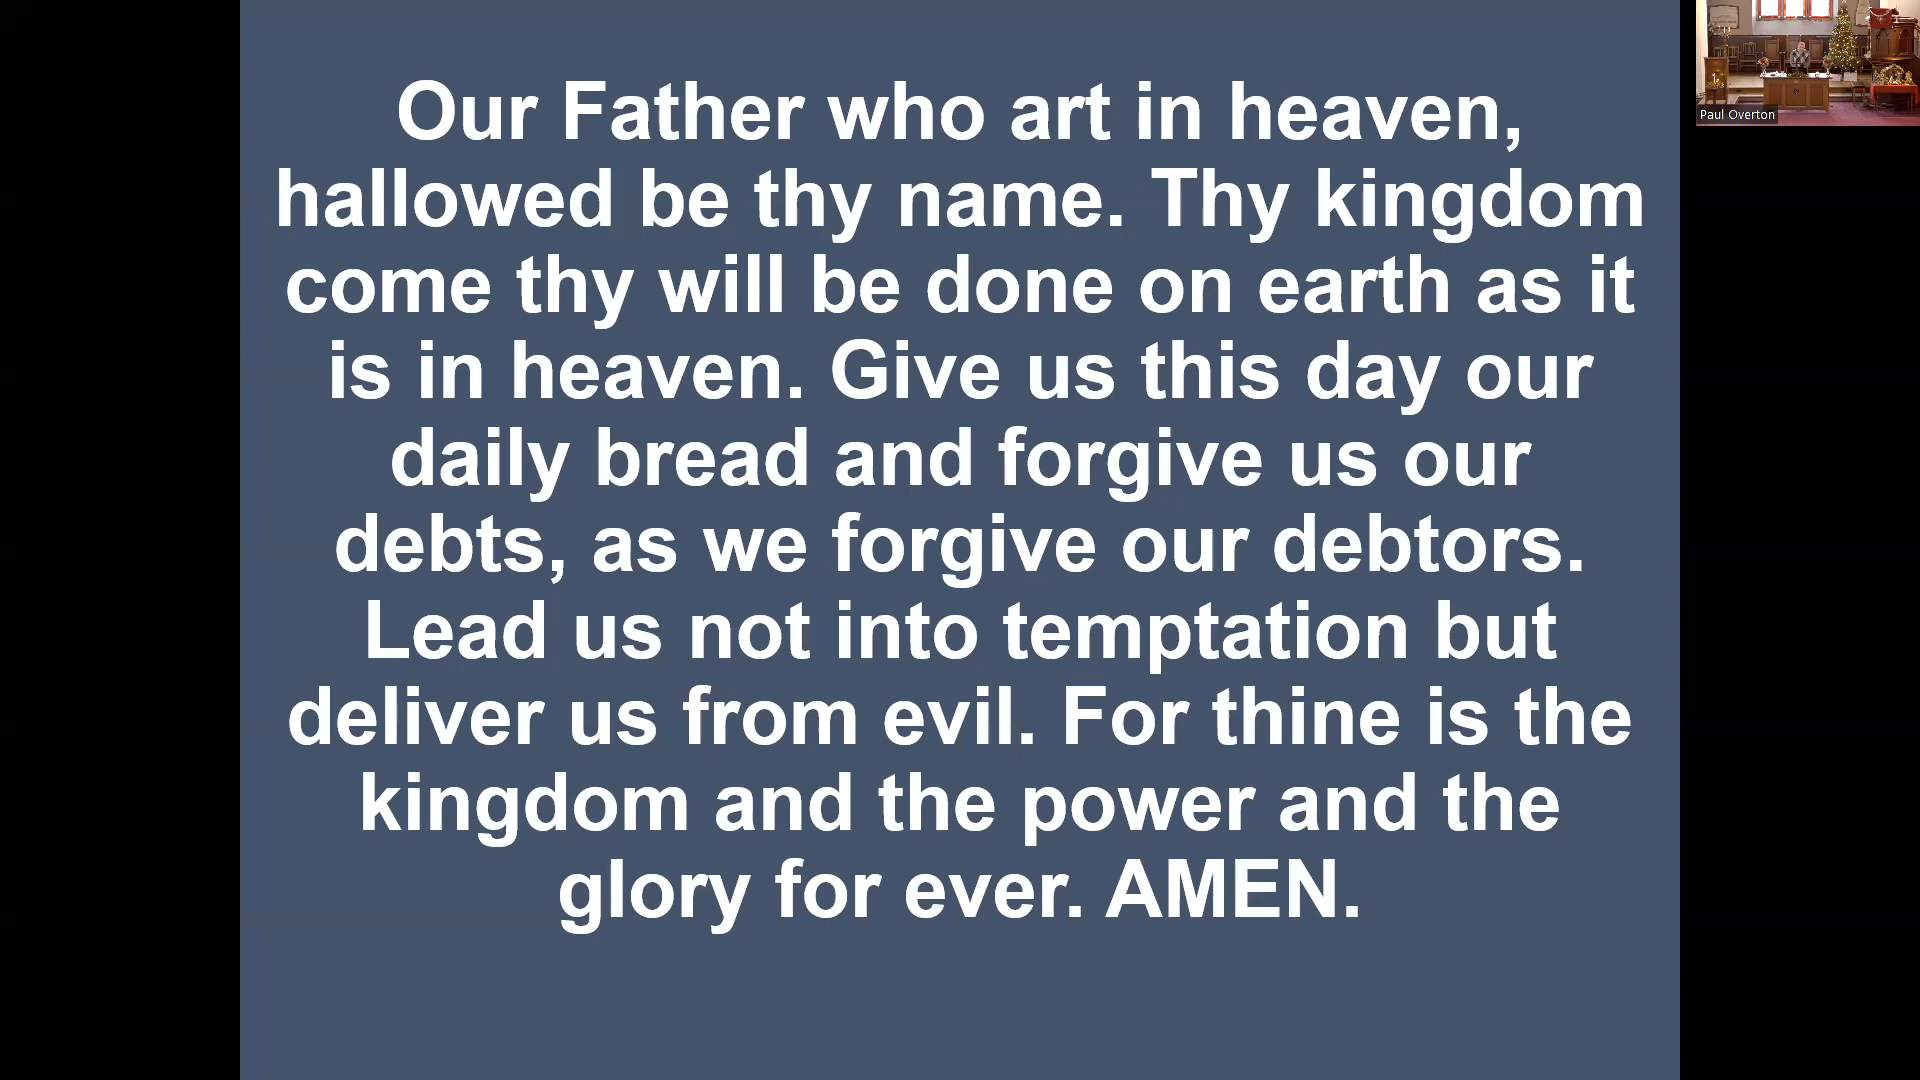 Our Father who art in heaven,
hallowed be thy name. Thy kingdom
come thy will be done on earth as it
is in heaven. Give us this day our
daily bread and forgive us our
debts, as we forgive our debtors.
Lead us not into temptation but
deliver us from evil. For thine is the
kingdom and the power and the
glory for ever. AMEN.
Paul Overton